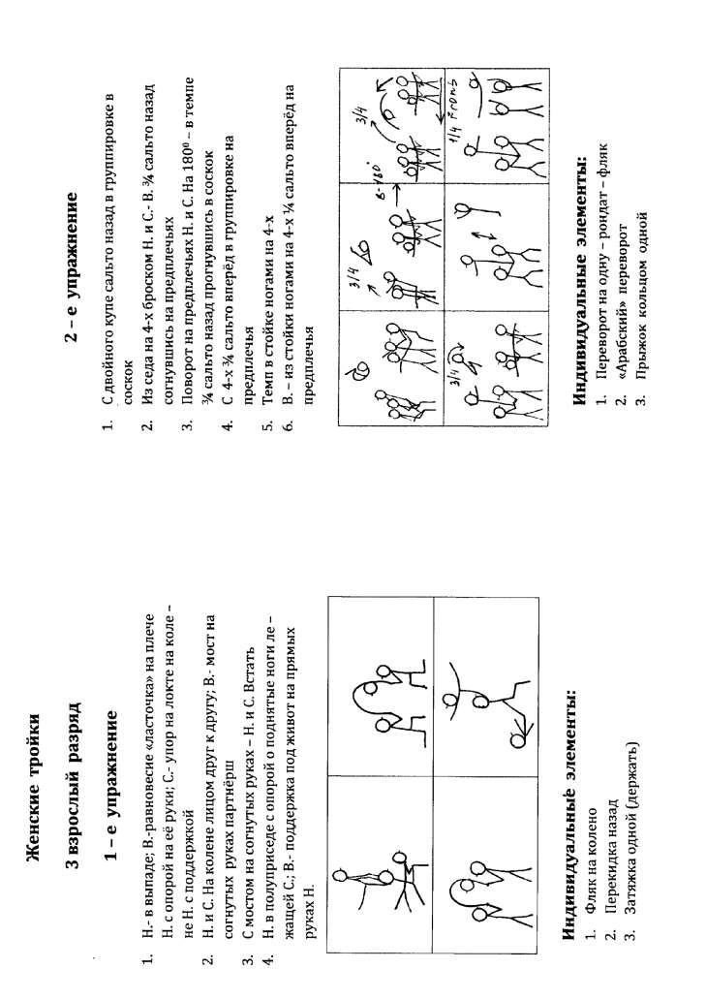 Женские тройки
3 взрослый разряд
1 – е упражнение
1. Н.- в выпаде; В.-равновесие «ласточка» на плече
Н. с опорой на её руки; С.- упор на локте на коле –
не Н. с поддержкой
2. Н. и С. На колене лицом друг к другу; В.- мост на
согнутых руках партнёрш
3. С мостом на согнутых руках – Н. и С. Встать
4. Н. в полуприседе с опорой о поднятые ноги ле –
жащей С.; В.- поддержка под живот на прямых
руках Н.
Индивидуальные элементы:
1. Фляк на колено
2. Перекидка назад
3. Затяжка одной (держать)
2 – е упражнение
1. С двойного купе сальто назад в группировке в
соскок
2. Из седа на 4-х броском Н. и С.- В. ¾ сальто назад
согнувшись на предплечьях
3. Поворот на предплечьях Н. и С. На 180⁰ – в темпе
¾ сальто назад прогнувшись в соскок
4. С 4-х ¾ сальто вперёд в группировке на
предплечья
5. Темп в стойке ногами на 4-х
6. В. – из стойки ногами на 4-х ¼ сальто вперёд на
предплечья
3/4
в-180°
3/4
3/4
1/4 Front
Индивидуальные элементы:
1. Переворот на одну – рондат – фляк
2. «Арабский» переворот
3. Прыжок кольцом одной